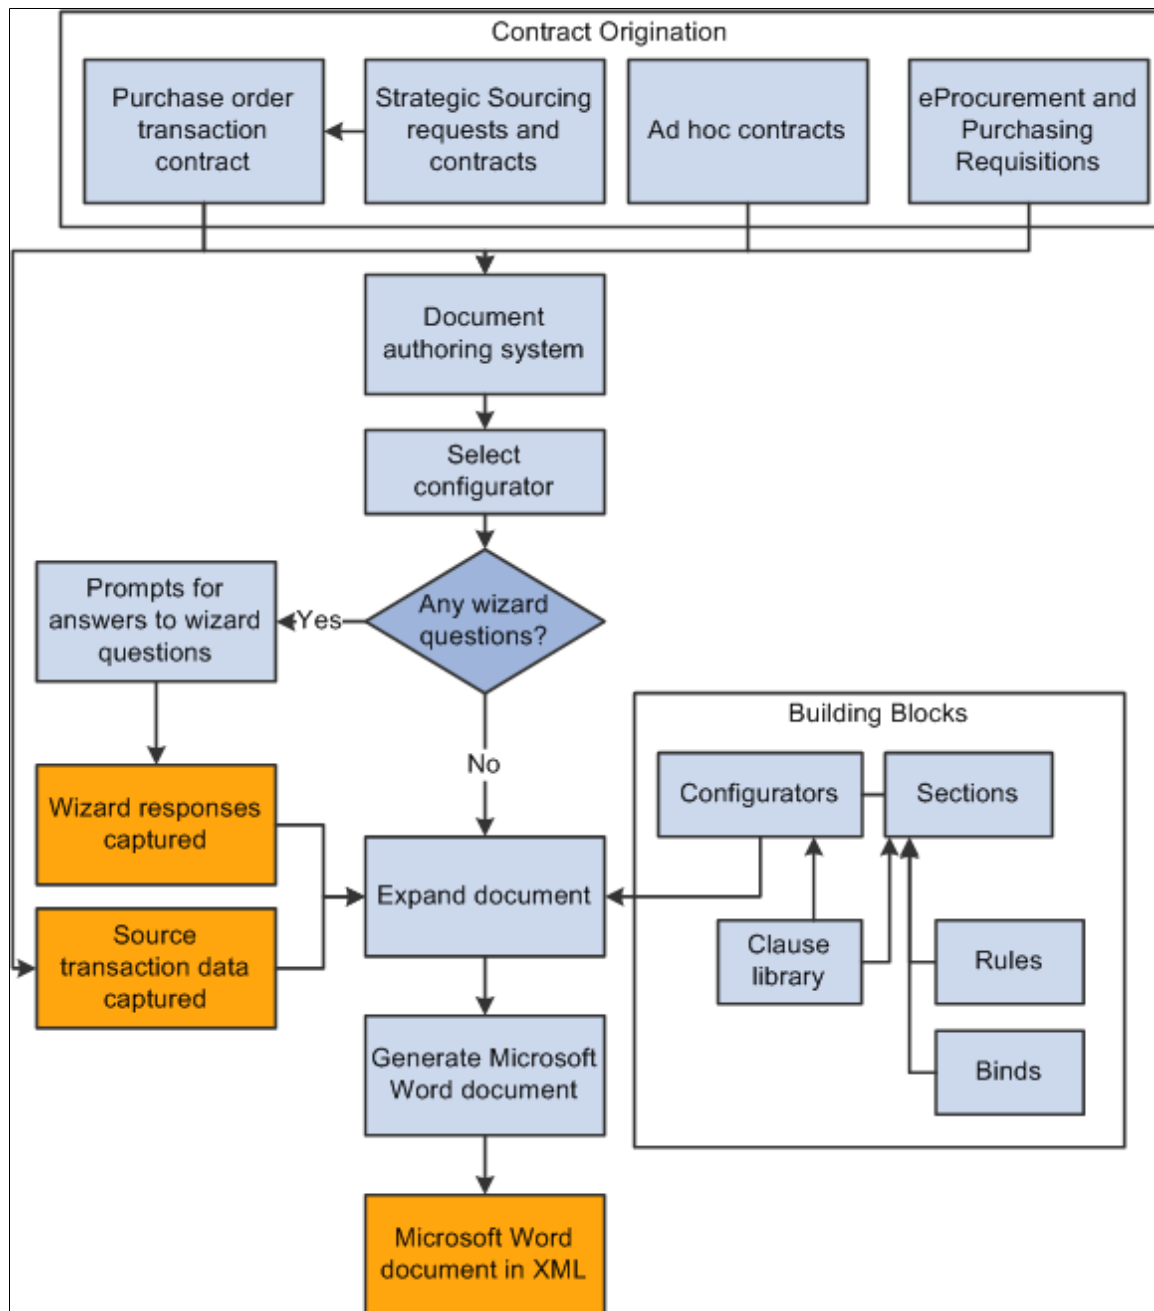 Contract Origination
Purchase order
transaction
contract
Strategic Sourcing
requests and
contracts
Ad hoc contracts
eProcurement and
Purchasing
Requisitions
Document
authoring system
Select
configurator
Any wizard
questions?
Yes
Prompts for
answers to wizard
questions
No
Wizard responses
captured
Source
transaction data
captured
Expand document
Building Blocks
Configurators
Sections
Clause
library
Rules
Binds
Generate Microsoft
Word document
Microsoft Word
document in XML